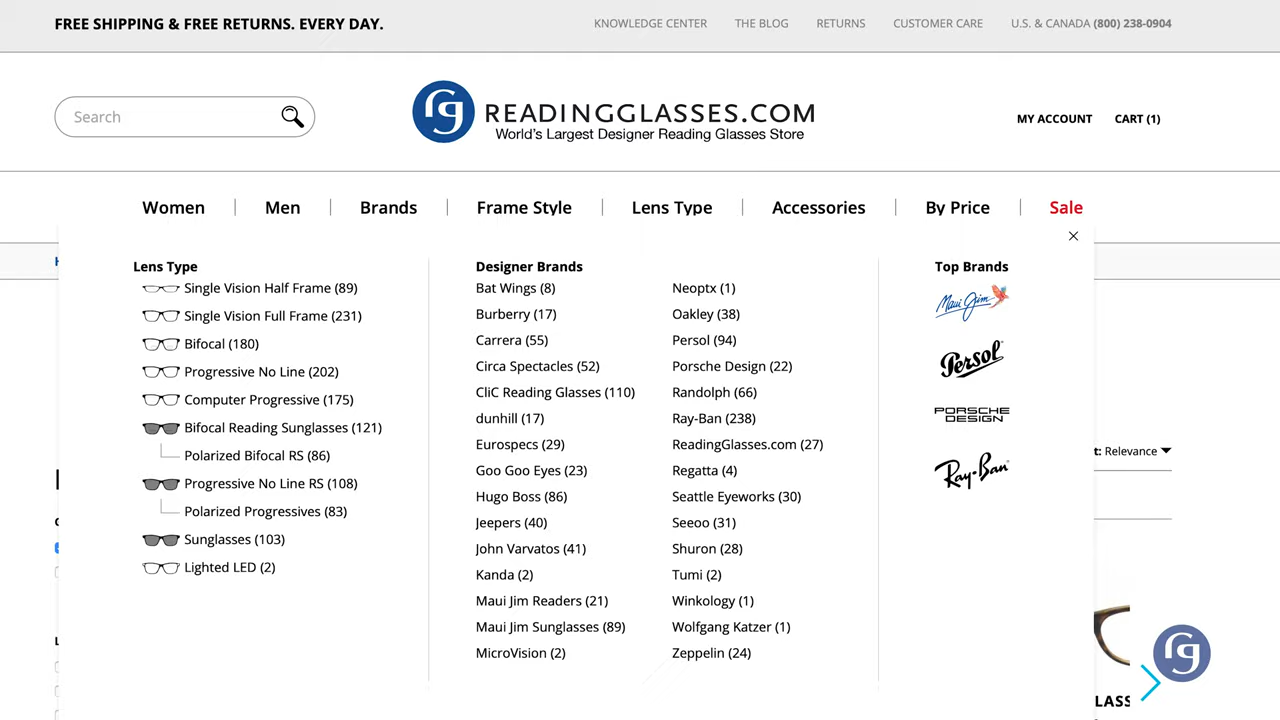 FREE SHIPPING & FREE RETURNS. EVERY DAY.
KNOWLEDGE CENTER
THE BLOG
RETURNS
CUSTOMER CARE
U.S. & CANADA (800) 238-0904
Search
rg
READINGGLASSES.COM
World's Largest Designer Reading Glasses Store
MY ACCOUNT
CART (1)
Women
Men
Brands
Frame Style
Lens Type
Accessories
By Price
Sale
Lens Type
Single Vision Half Frame (89)
Single Vision Full Frame (231)
Bifocal (180)
Progressive No Line (202)
Computer Progressive (175)
Bifocal Reading Sunglasses (121)
Polarized Bifocal RS (86)
Progressive No Line RS (108)
Polarized Progressives (83)
Sunglasses (103)
Lighted LED (2)
Designer Brands
Bat Wings (8)
Burberry (17)
Carrera (55)
Circa Spectacles (52)
CliC Reading Glasses (110)
dunhill (17)
Eurospecs (29)
Goo Goo Eyes (23)
Hugo Boss (86)
Jeepers (40)
John Varvatos (41)
Kanda (2)
Maui Jim Readers (21)
Maui Jim Sunglasses (89)
MicroVision (2)
Neoptx (1)
Oakley (38)
Persol (94)
Porsche Design (22)
Randolph (66)
Ray-Ban (238)
ReadingGlasses.com (27)
Regatta (4)
Seattle Eyeworks (30)
Seeoo (31)
Shuron (28)
Tumi (2)
Winkology (1)
Wolfgang Katzer (1)
Zeppelin (24)
Top Brands
Maui Jim
Persol
PORSCHE DESIGN
Ray-Ban
t: Relevance
rg
LASS